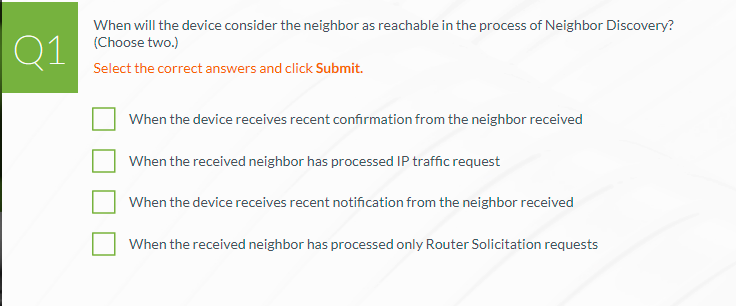 Q1
When will the device consider the neighbor as reachable in the process of Neighbor Discovery?
(Choose two.)
Select the correct answers and click Submit.
When the device receives recent confirmation from the neighbor received
When the received neighbor has processed IP traffic request
When the device receives recent notification from the neighbor received
When the received neighbor has processed only Router Solicitation requests